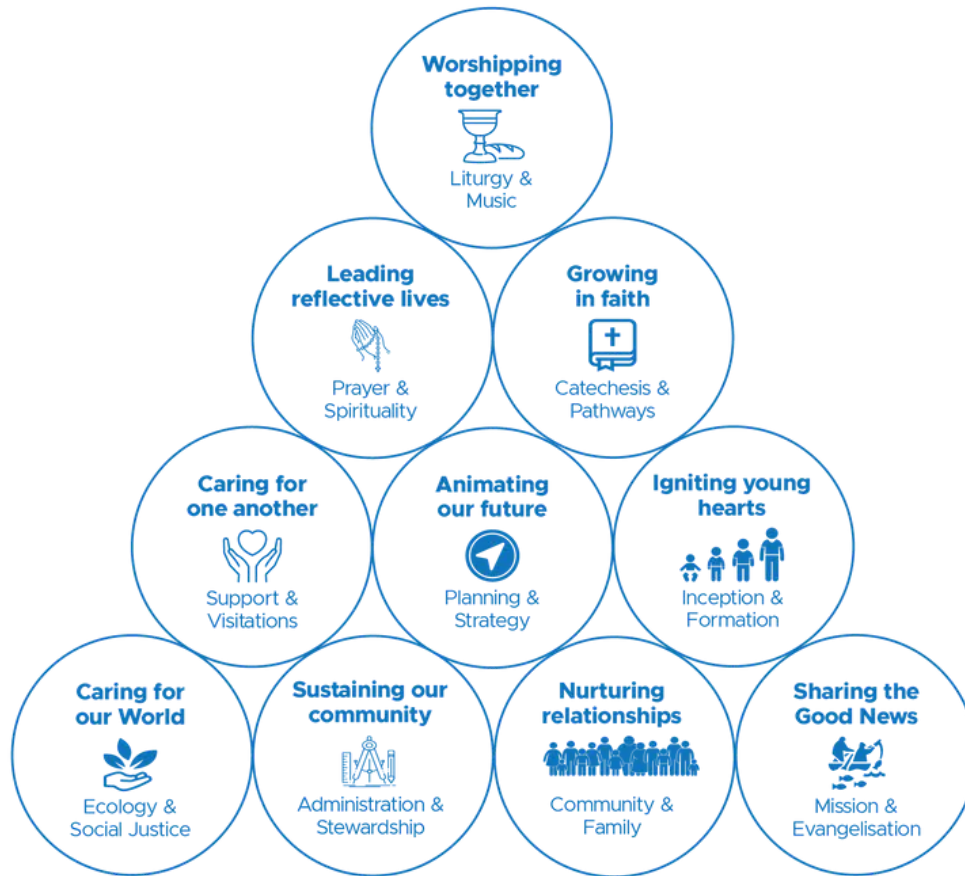 Worshipping
together
Liturgy &
Music
Leading
reflective lives
Prayer &
Spirituality
Growing
in faith
Catechesis &
Pathways
Caring for
one another
Support &
Visitations
Animating
our future
Planning &
Strategy
Igniting young
hearts
Inception &
Formation
Caring for
our World
Ecology &
Social Justice
Sustaining our
community
Administration &
Stewardship
Nurturing
relationships
Community &
Family
Sharing the
Good News
Mission &
Evangelisation